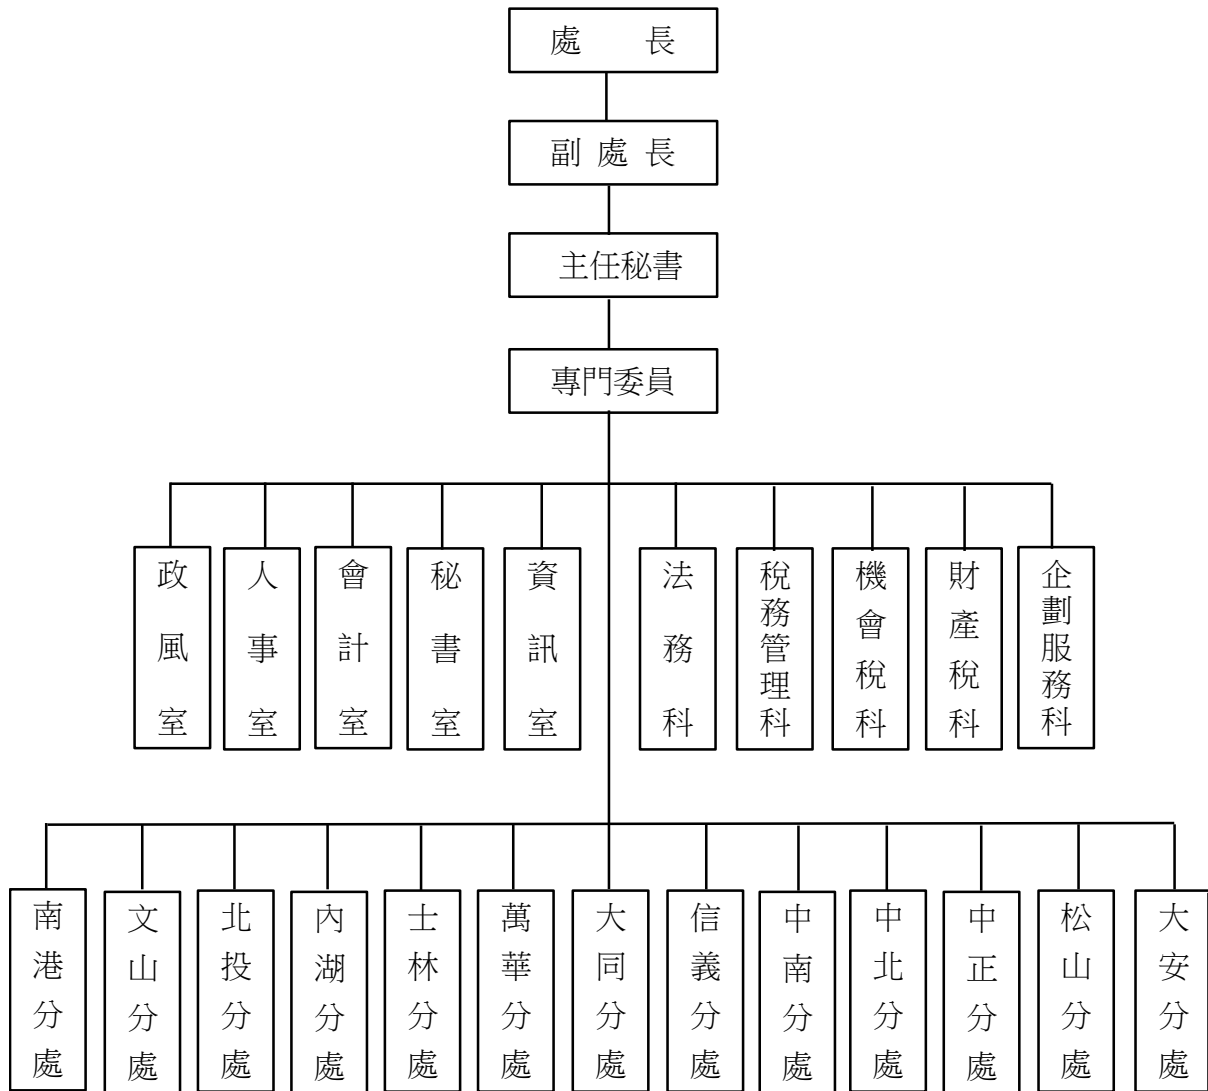 處長
副處長
主任秘書
專門委員
政風室
人事室
會計室
秘書室
資訊室
法務科
稅務管理科
機會稅科
財產稅科
企劃服務科
南港分處
文山分處
北投分處
內湖分處
士林分處
萬華分處
大同分處
信義分處
中南分處
中北分處
中正分處
松山分處
大安分處